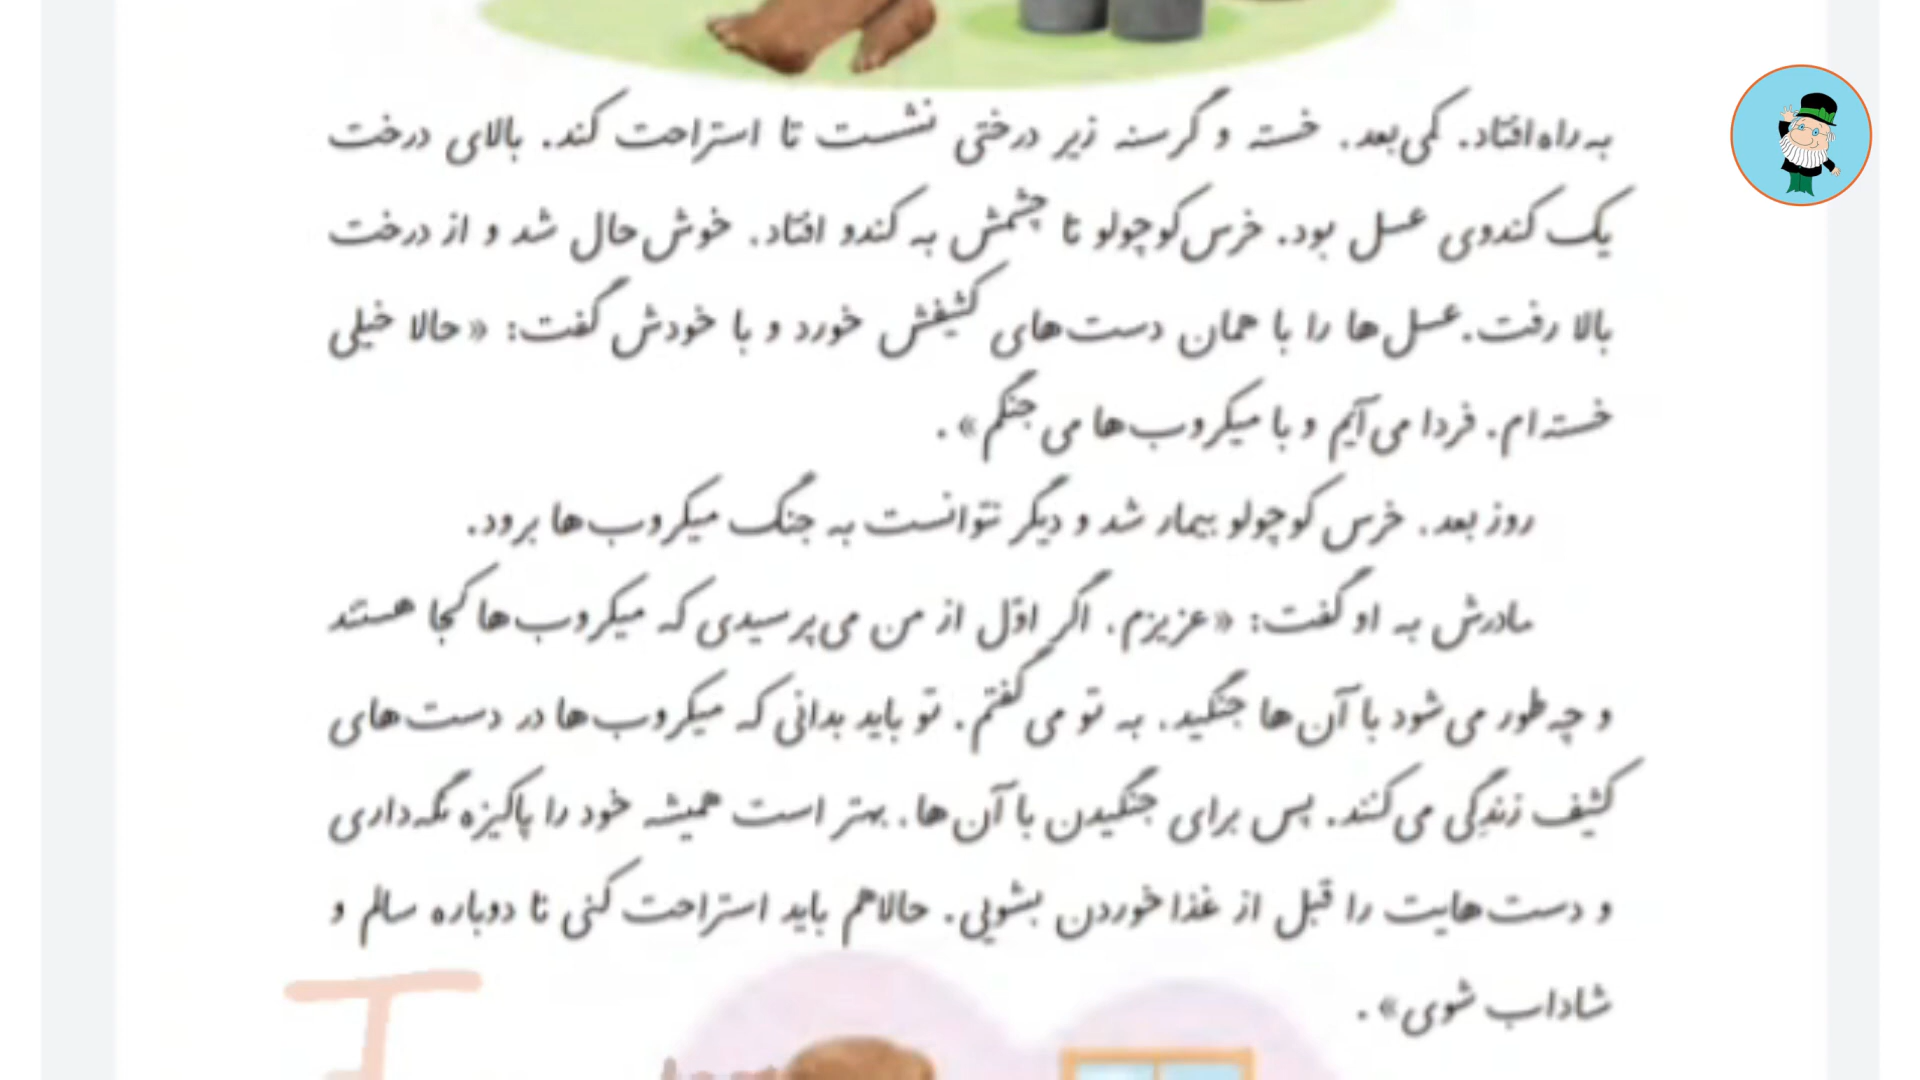 به راه افتاد. کمی بعد، خسته و گرسنه زیر درختی نشست تا استراحت کند. بالای درخت
یک کندوی عسل بود. خرس کوچولو تا چشمش به کندو افتاد، خوش حال شد و از درخت
بالا رفت. عسل ها را با همان دست های کثیفش خورد و با خودش گفت: «حالا خیلی
خسته ام. فردا می آیم و با میکروب ها می جنگم».
روز بعد، خرس کوچولو بیمار شد و دیگر نتوانست به جنگ میکروب ها برود.
مادرش به او گفت: «عزیزم، اگر اوّل از من می پرسیدی که میکروب ها کجا هستند
و چه طور می شود با آن ها جنگید، به تو می گفتم. تو باید بدانی که میکروب ها در دست های
کثیف زندگی می کنند. پس برای جنگیدن با آن ها، بهتر است همیشه خود را پاکیزه نگه داری
و دست هایت را قبل از غذا خوردن بشویی. حالا هم باید استراحت کنی تا دوباره سالم و
شاداب شوی».